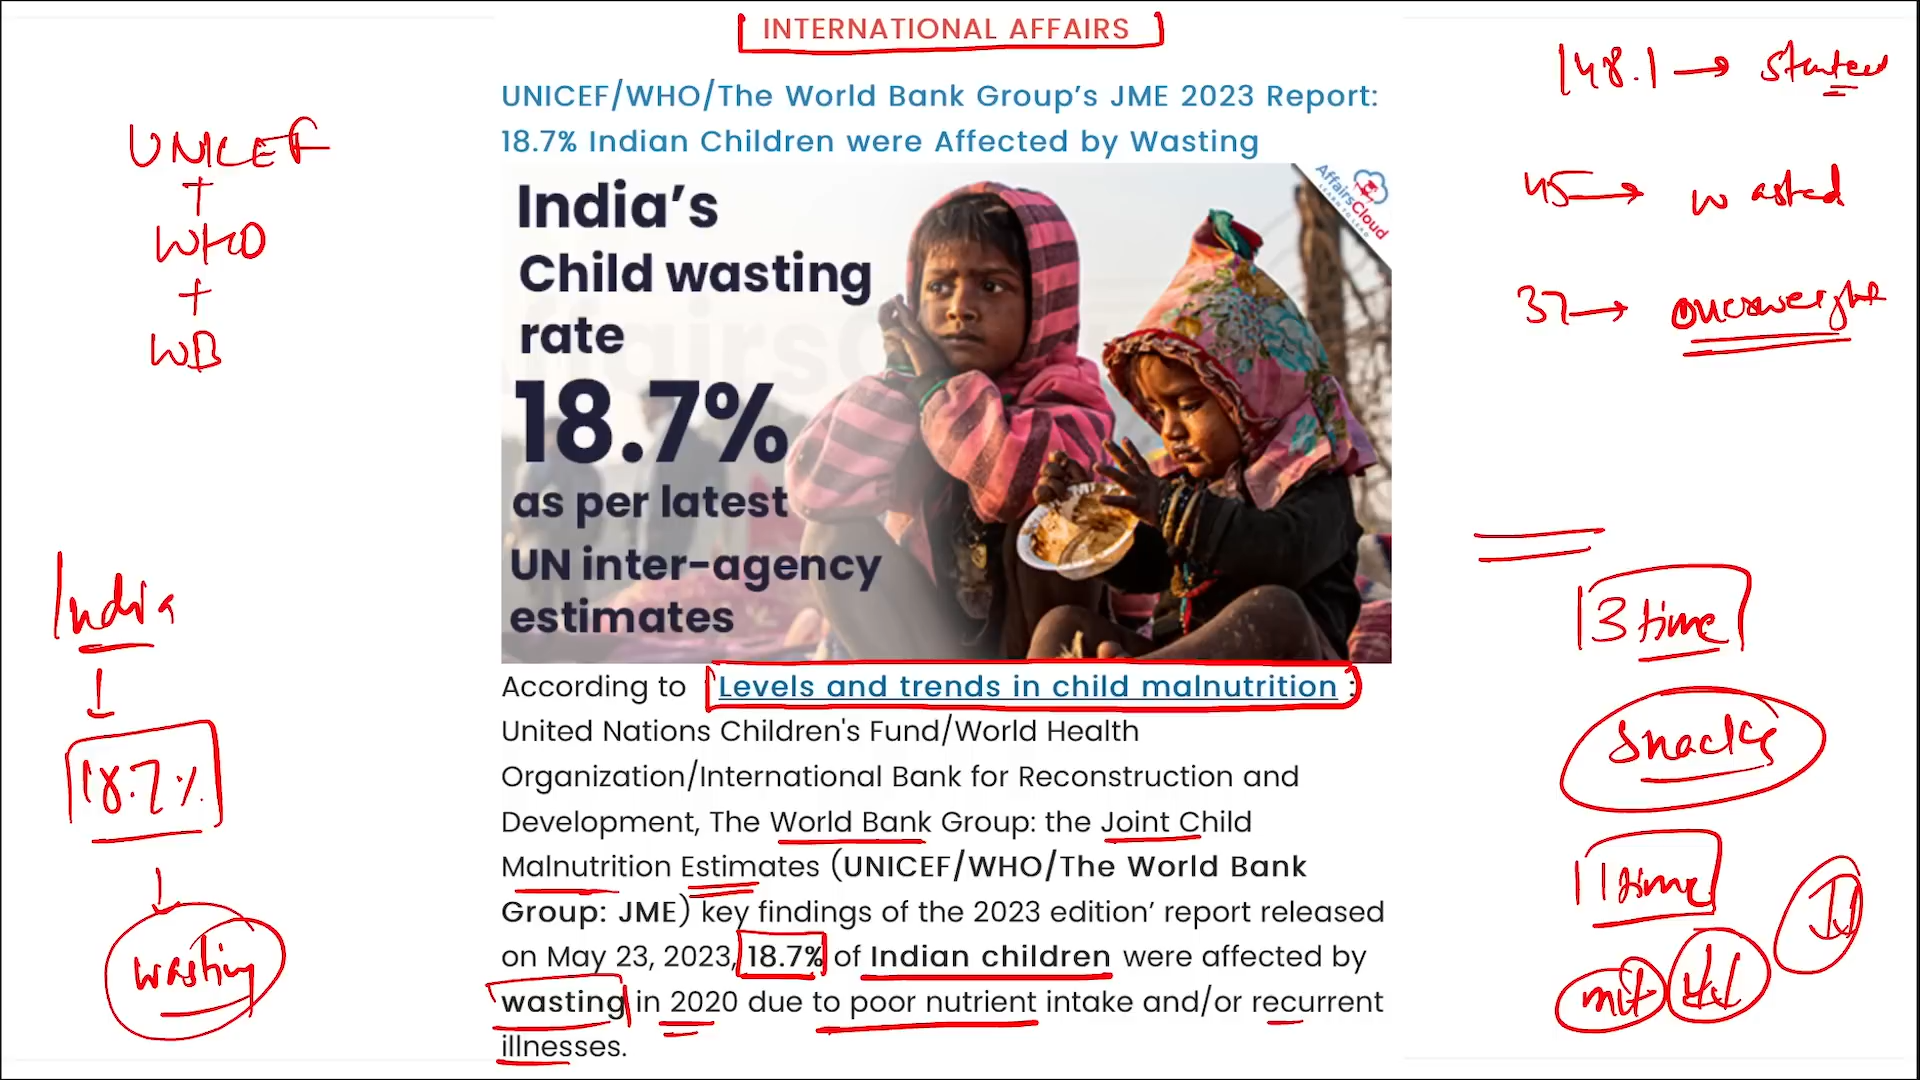 INTERNATIONAL AFFAIRS
UNICEF/WHO/The World Bank Group's JME 2023 Report:
18.7% Indian Children were Affected by Wasting
India's
Child wasting
rate
18.7%
as per latest
UN inter-agency
estimates
AffairsCloud
LEARN TO LEAD
According to 'Levels and trends in child malnutrition :
United Nations Children's Fund/World Health
Organization/International Bank for Reconstruction and
Development, The World Bank Group: the Joint Child
Malnutrition Estimates (UNICEF/WHO/The World Bank
Group: JME) key findings of the 2023 edition' report released
on May 23, 2023, 18.7% of Indian children were affected by
wasting in 2020 due to poor nutrient intake and/or recurrent
illnesses.
UNICEF
+
WHO
+
WB
India
18.7%
wasting
148.1 → stunted
45 → wasted
37 → overweight
13 time
Snacks
11 time